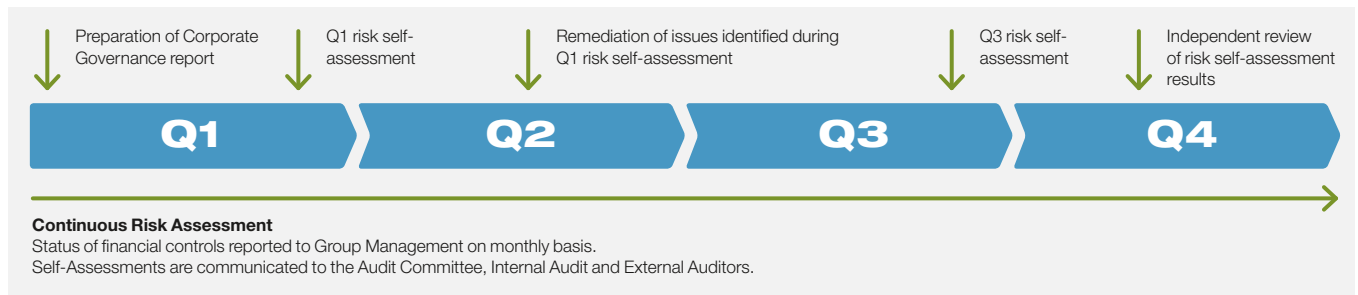 Preparation of Corporate
Governance report
Q1 risk self-
assessment
Remediation of issues identified during
Q1 risk self-assessment
Q3 risk self-
assessment
Independent review
of risk self-assessment
results
Q1
Q2
Q3
Q4
Continuous Risk Assessment
Status of financial controls reported to Group Management on monthly basis.
Self-Assessments are communicated to the Audit Committee, Internal Audit and External Auditors.